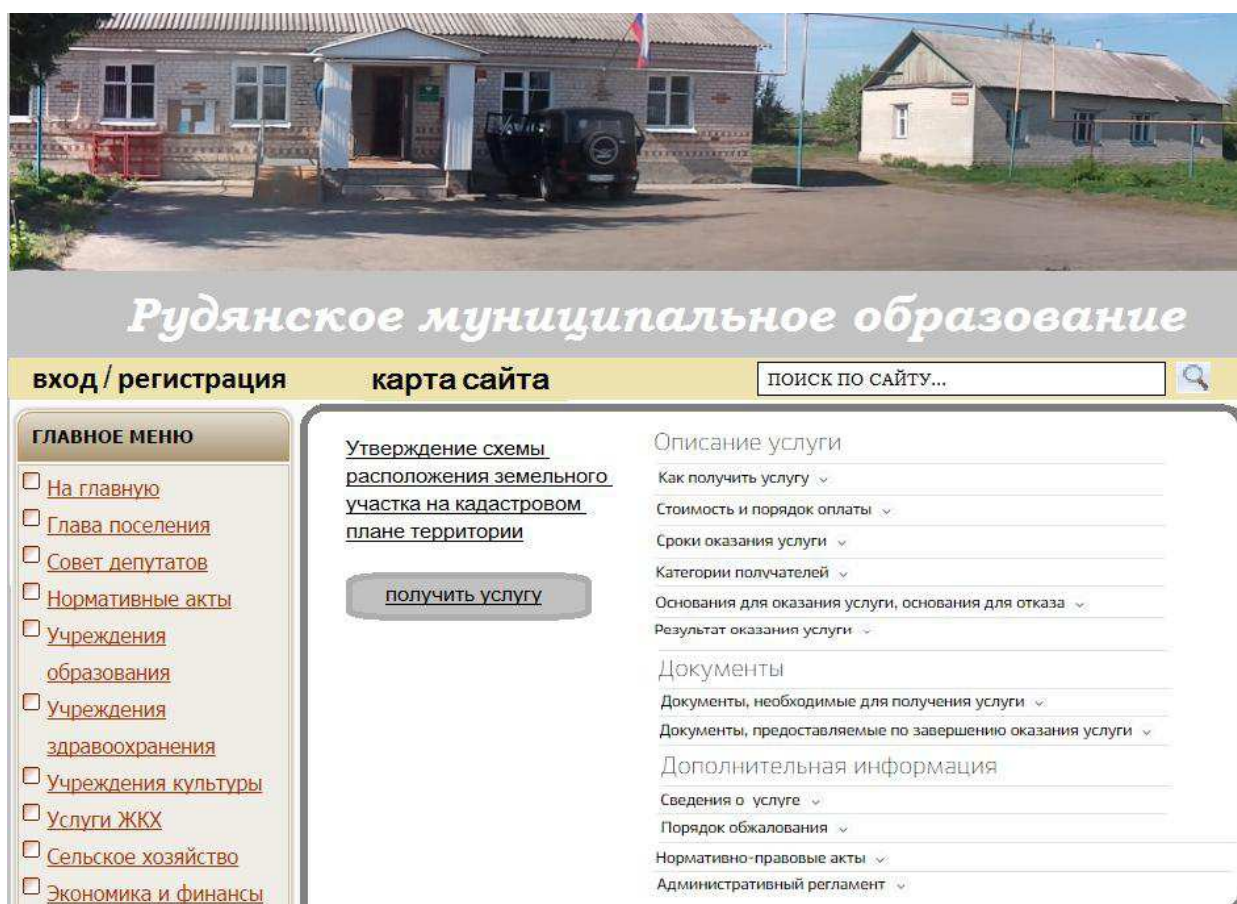 Рудянское муниципальное образование
вход / регистрация
карта сайта
ПОИСК ПО САЙТУ...
ГЛАВНОЕ МЕНЮ
На главную
Глава поселения
Совет депутатов
Нормативные акты
Учреждения
образования
Учреждения
здравоохранения
Учреждения культуры
Услуги ЖКХ
Сельское хозяйство
Экономика и финансы
Утверждение схемы
расположения земельного
участка на кадастровом
плане территории
получить услугу
Описание услуги
Как получить услугу
Стоимость и порядок оплаты
Сроки оказания услуги
Категории получателей
Основания для оказания услуги, основания для отказа
Результат оказания услуги
Документы
Документы, необходимые для получения услуги
Документы, предоставляемые по завершению оказания услуги
Дополнительная информация
Сведения о услуге
Порядок обжалования
Нормативно-правовые акты
Административный регламент